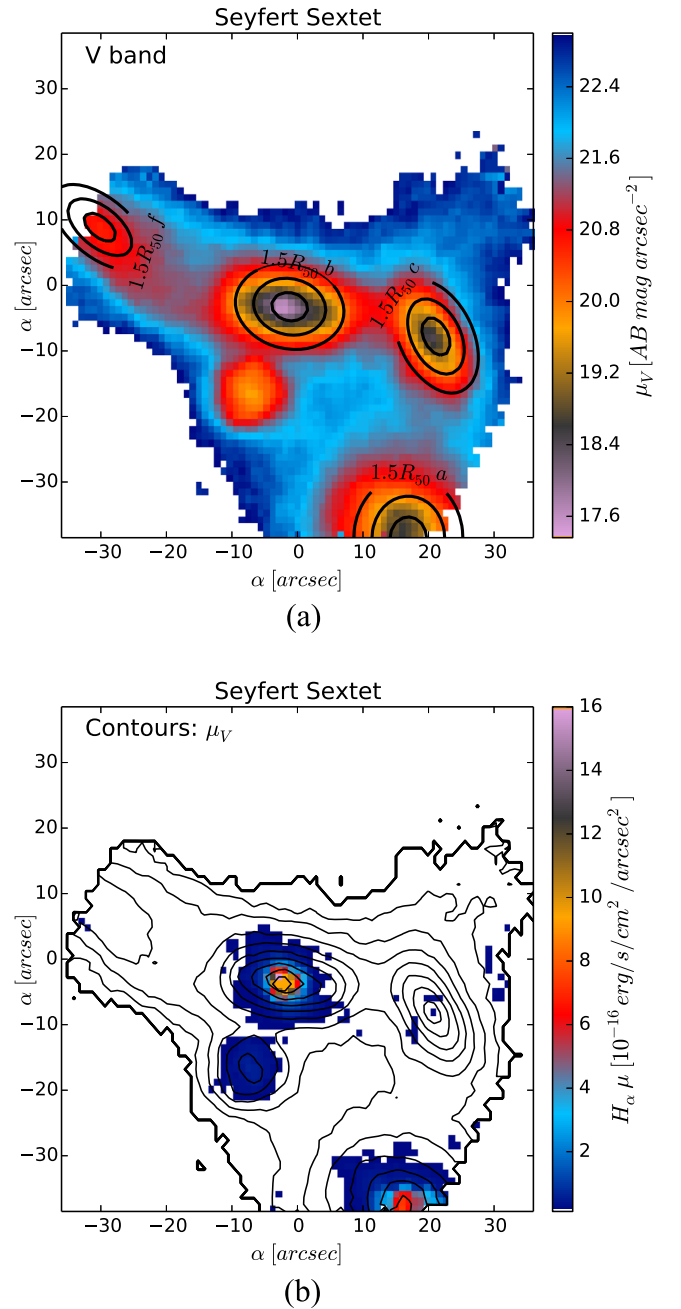 Seyfert Sextet
V band
30
20
10
0
−10
−20
−30
α [arcsec]
1.5R₅₀ f
1.5R₅₀ b
1.5R₅₀ c
1.5R₅₀ a
−30 −20 −10 0 10 20 30
α [arcsec]
22.4
21.6
20.8
20.0
19.2
18.4
17.6
μ_V [AB mag arcsec⁻²]
(a)
Seyfert Sextet
Contours: μ_V
30
20
10
0
−10
−20
−30
α [arcsec]
−30 −20 −10 0 10 20 30
α [arcsec]
16
14
12
10
8
6
4
2
H_α μ [10⁻¹⁶ erg/s/cm² /arcsec²]
(b)